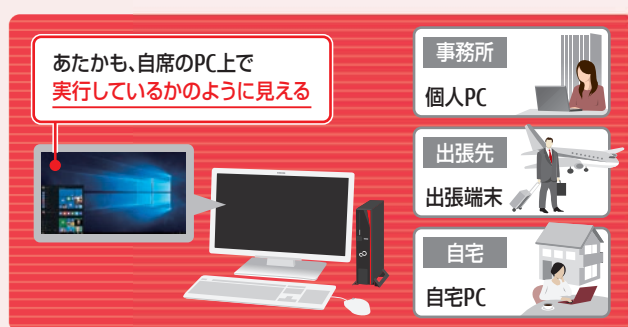 あたかも、自席のPC上で
実行しているかのように見える
事務所
個人PC
出張先
出張端末
自宅
自宅PC